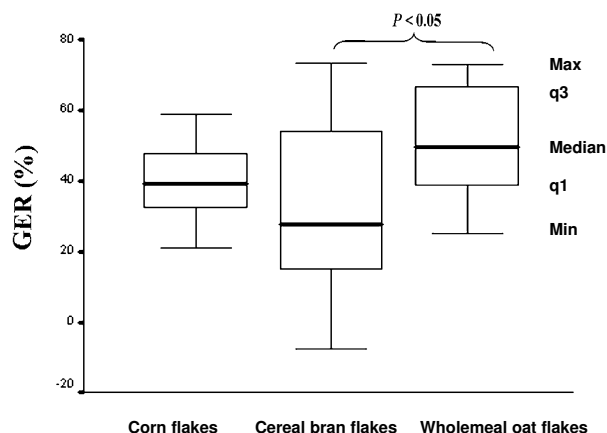 P < 0.05
80
60
40
20
0
-20
GER (%)
Max
q3
Median
q1
Min
Corn flakes Cereal bran flakes Wholemeal oat flakes